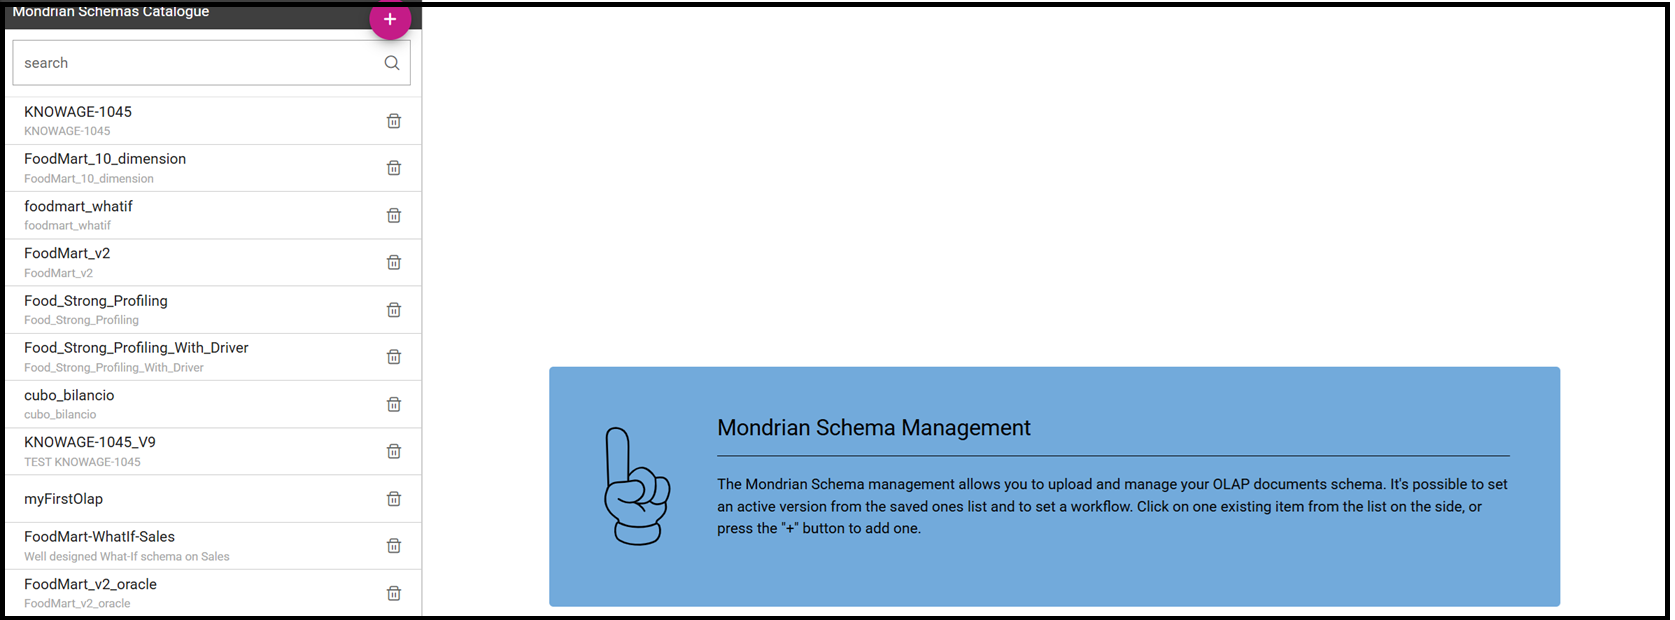 Mondrian Schemas Catalogue
+
search
KNOWAGE-1045
KNOWAGE-1045
FoodMart_10_dimension
FoodMart_10_dimension
foodmart_whatif
foodmart_whatif
FoodMart_v2
FoodMart_v2
Food_Strong_Profiling
Food_Strong_Profiling
Food_Strong_Profiling_With_Driver
Food_Strong_Profiling_With_Driver
cubo_bilancio
cubo_bilancio
KNOWAGE-1045_V9
TEST KNOWAGE-1045
myFirstOlap
FoodMart-WhatIf-Sales
Well designed What-If schema on Sales
FoodMart_v2_oracle
FoodMart_v2_oracle
Mondrian Schema Management
The Mondrian Schema management allows you to upload and manage your OLAP documents schema. It's possible to set
an active version from the saved ones list and to set a workflow. Click on one existing item from the list on the side, or
press the "+" button to add one.